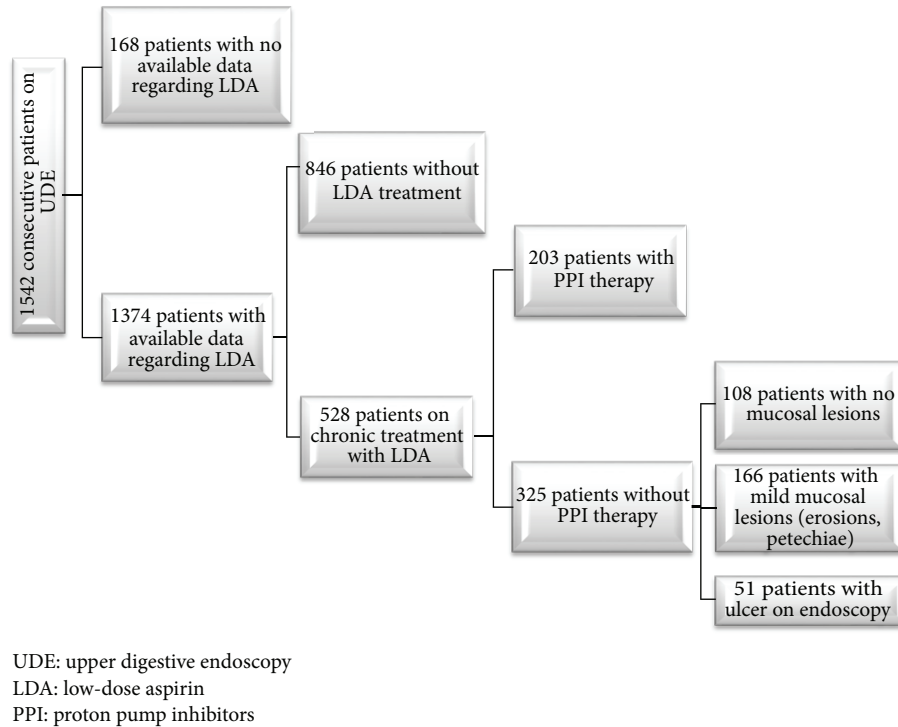 1542 consecutive patients on
UDE
168 patients with no
available data
regarding LDA
1374 patients with
available data
regarding LDA
846 patients without
LDA treatment
528 patients on
chronic treatment
with LDA
203 patients with
PPI therapy
325 patients without
PPI therapy
108 patients with no
mucosal lesions
166 patients with
mild mucosal
lesions (erosions,
petechiae)
51 patients with
ulcer on endoscopy
UDE: upper digestive endoscopy
LDA: low-dose aspirin
PPI: proton pump inhibitors